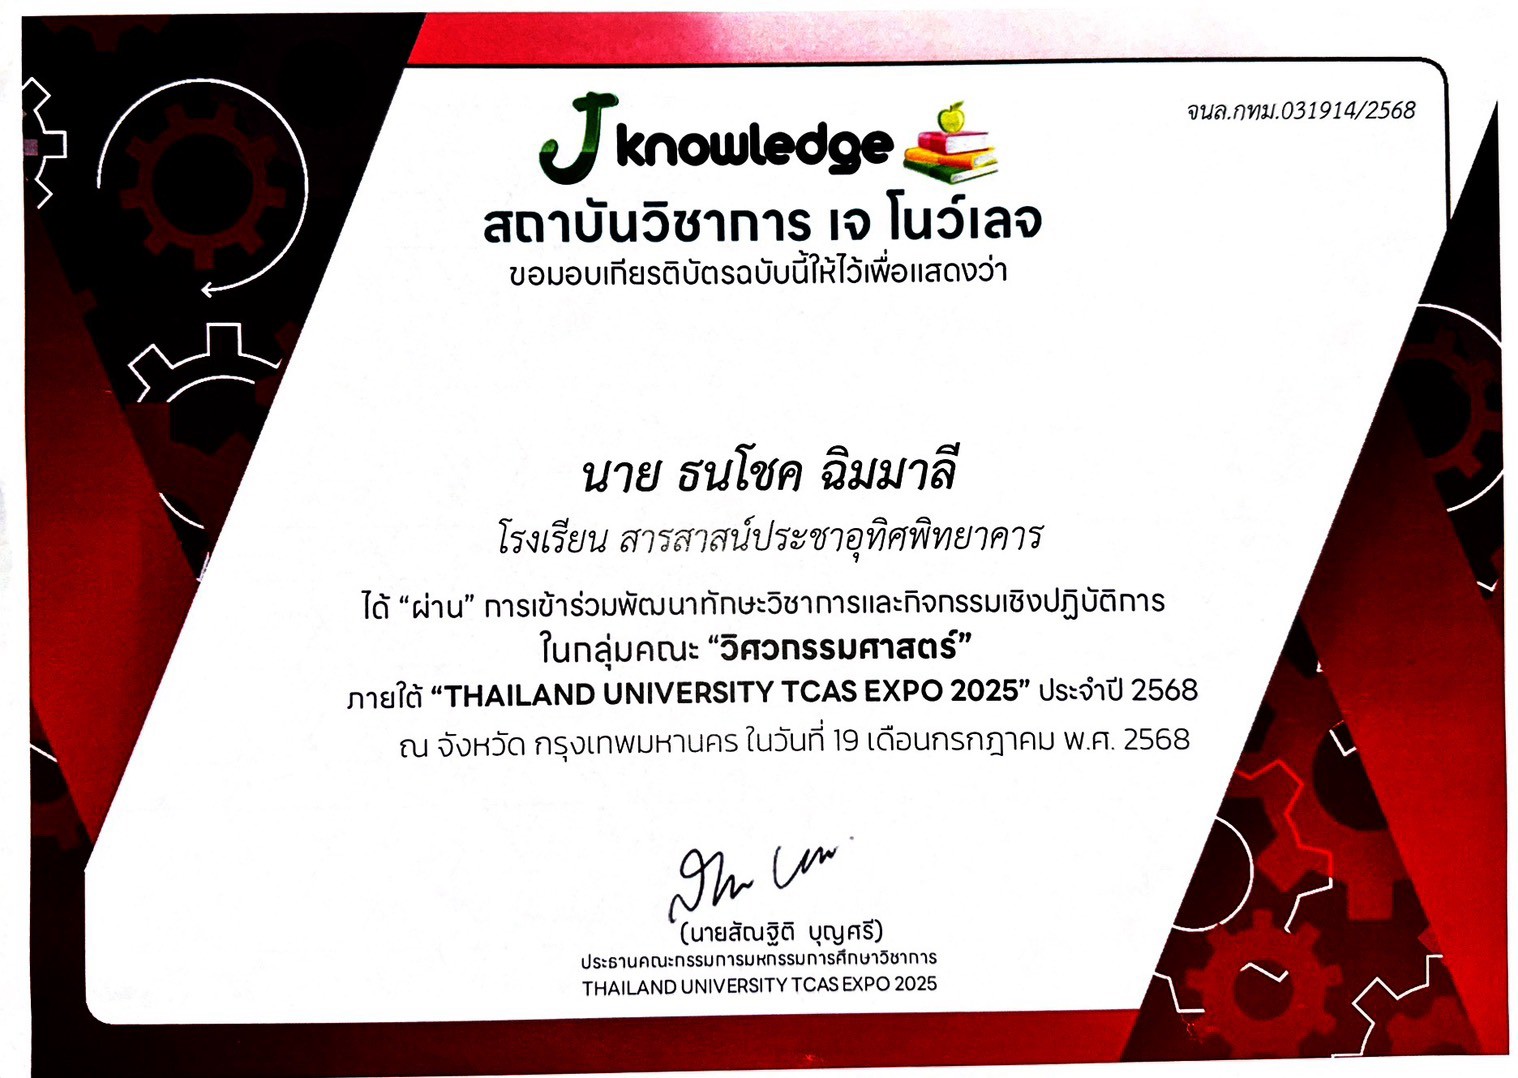 จนล.กทม.031914/2568
J knowledge
สถาบันวิชาการ เจ โนว์เลจ
ขอมอบเกียรติบัตรฉบับนี้ให้ไว้เพื่อแสดงว่า
นาย ธนโชค ฉิมมาลี
โรงเรียน สารสาสน์ประชาอุทิศพิทยาคาร
ได้ “ผ่าน” การเข้าร่วมพัฒนาทักษะวิชาการและกิจกรรมเชิงปฏิบัติการ
ในกลุ่มคณะ “วิศวกรรมศาสตร์”
ภายใต้ “THAILAND UNIVERSITY TCAS EXPO 2025” ประจำปี 2568
ณ จังหวัด กรุงเทพมหานคร ในวันที่ 19 เดือนกรกฎาคม พ.ศ. 2568
(นายสัณฐิติ บุญศรี)
ประธานคณะกรรมการมหกรรมการศึกษาวิชาการ
THAILAND UNIVERSITY TCAS EXPO 2025